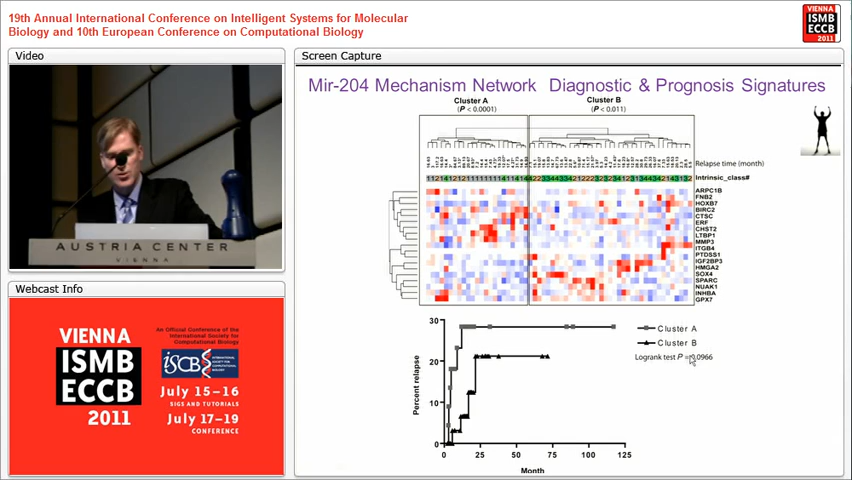 19th Annual International Conference on Intelligent Systems for Molecular
Biology and 10th European Conference on Computational Biology
VIENNA
ISMB
ECCB
2011
Video
AUSTRIA CENTER
VIENNA
Webcast Info
VIENNA
ISMB
ECCB
2011
An Official Conference of the
International Society for
Computational Biology
ISCB
July 15–16
SIGS AND TUTORIALS
July 17–19
CONFERENCE
Screen Capture
Mir-204 Mechanism Network Diagnostic & Prognosis Signatures
Cluster A
(P < 0.0001)
Cluster B
(P < 0.011)
Relapse time (month)
Intrinsic_class#
ARPC1B
FNB2
HOXB7
BIRC2
CTSC
ERF
CHST2
LTBP1
MMP3
ITGB4
PTDSS1
IGF2BP3
HMGA2
SOX4
SPARC
NUAK1
INHBA
GPX7
Percent relapse
30
20
10
0
0 25 50 75 100 125
Month
Cluster A
Cluster B
Logrank test P